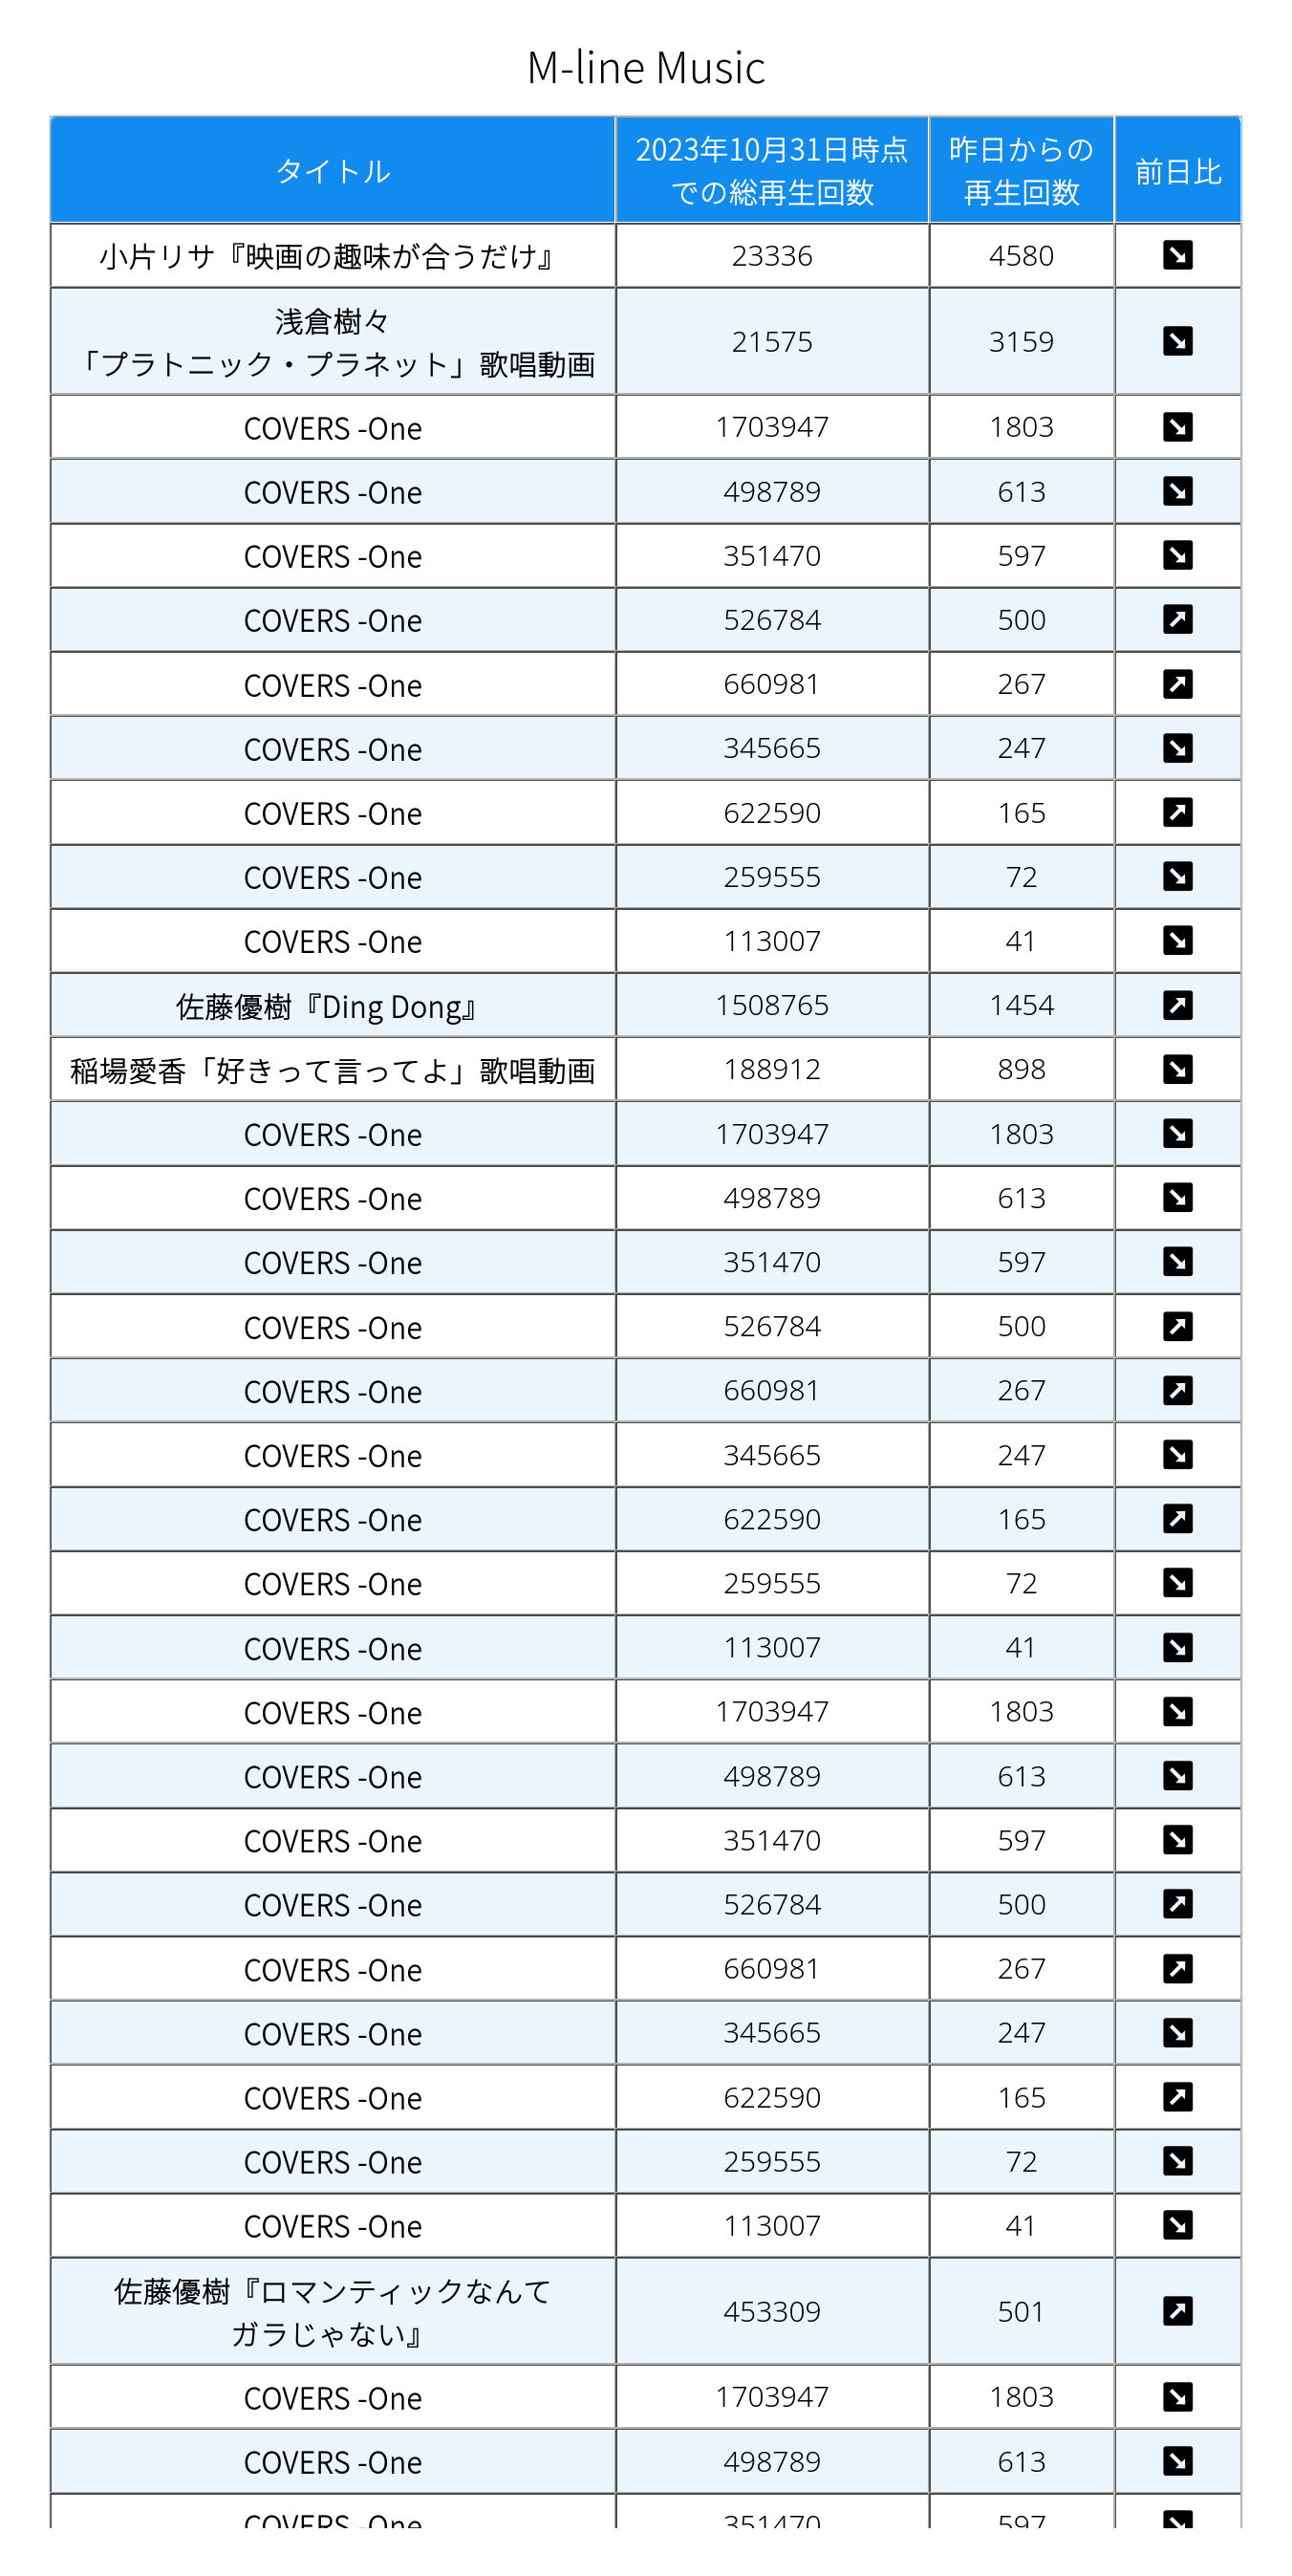 M-line Music
タイトル 2023年10月31日時点 昨日からの 前日比
での総再生回数 再生回数
小片リサ『映画の趣味が合うだけ』 23336 4580
浅倉樹々
「プラトニック・プラネット」歌唱動画 21575 3159
COVERS -One 1703947 1803
COVERS -One 498789 613
COVERS -One 351470 597
COVERS -One 526784 500
COVERS -One 660981 267
COVERS -One 345665 247
COVERS -One 622590 165
COVERS -One 259555 72
COVERS -One 113007 41
佐藤優樹『Ding Dong』 1508765 1454
稲場愛香「好きって言ってよ」歌唱動画 188912 898
COVERS -One 1703947 1803
COVERS -One 498789 613
COVERS -One 351470 597
COVERS -One 526784 500
COVERS -One 660981 267
COVERS -One 345665 247
COVERS -One 622590 165
COVERS -One 259555 72
COVERS -One 113007 41
COVERS -One 1703947 1803
COVERS -One 498789 613
COVERS -One 351470 597
COVERS -One 526784 500
COVERS -One 660981 267
COVERS -One 345665 247
COVERS -One 622590 165
COVERS -One 259555 72
COVERS -One 113007 41
佐藤優樹『ロマンティックなんて
ガラじゃない』 453309 501
COVERS -One 1703947 1803
COVERS -One 498789 613
COVERS -One 351470 597